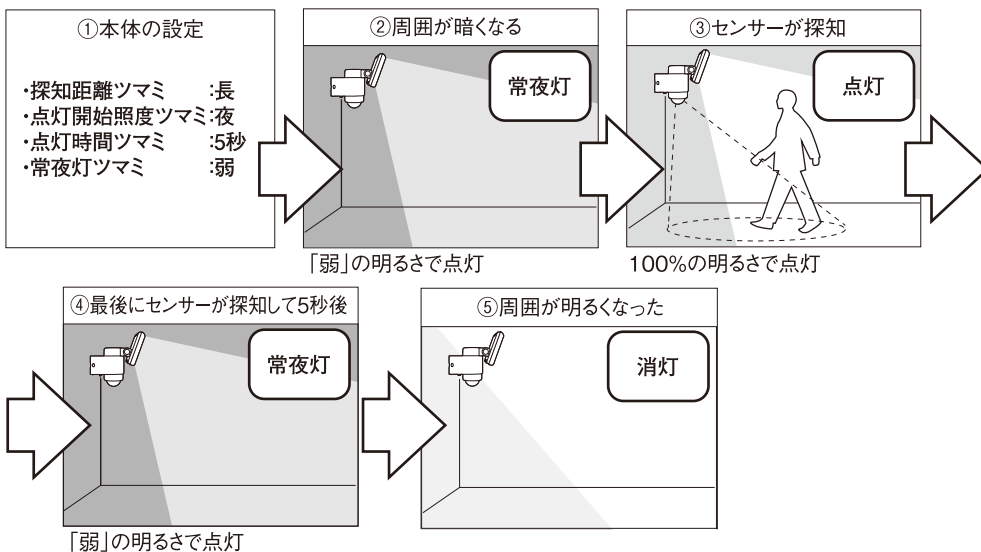 ①本体の設定
・探知距離ツマミ　：長
・点灯開始照度ツマミ：夜
・点灯時間ツマミ　：5秒
・常夜灯ツマミ　：弱
②周囲が暗くなる
常夜灯
「弱」の明るさで点灯
③センサーが探知
点灯
100%の明るさで点灯
④最後にセンサーが探知して5秒後
常夜灯
「弱」の明るさで点灯
⑤周囲が明るくなった
消灯